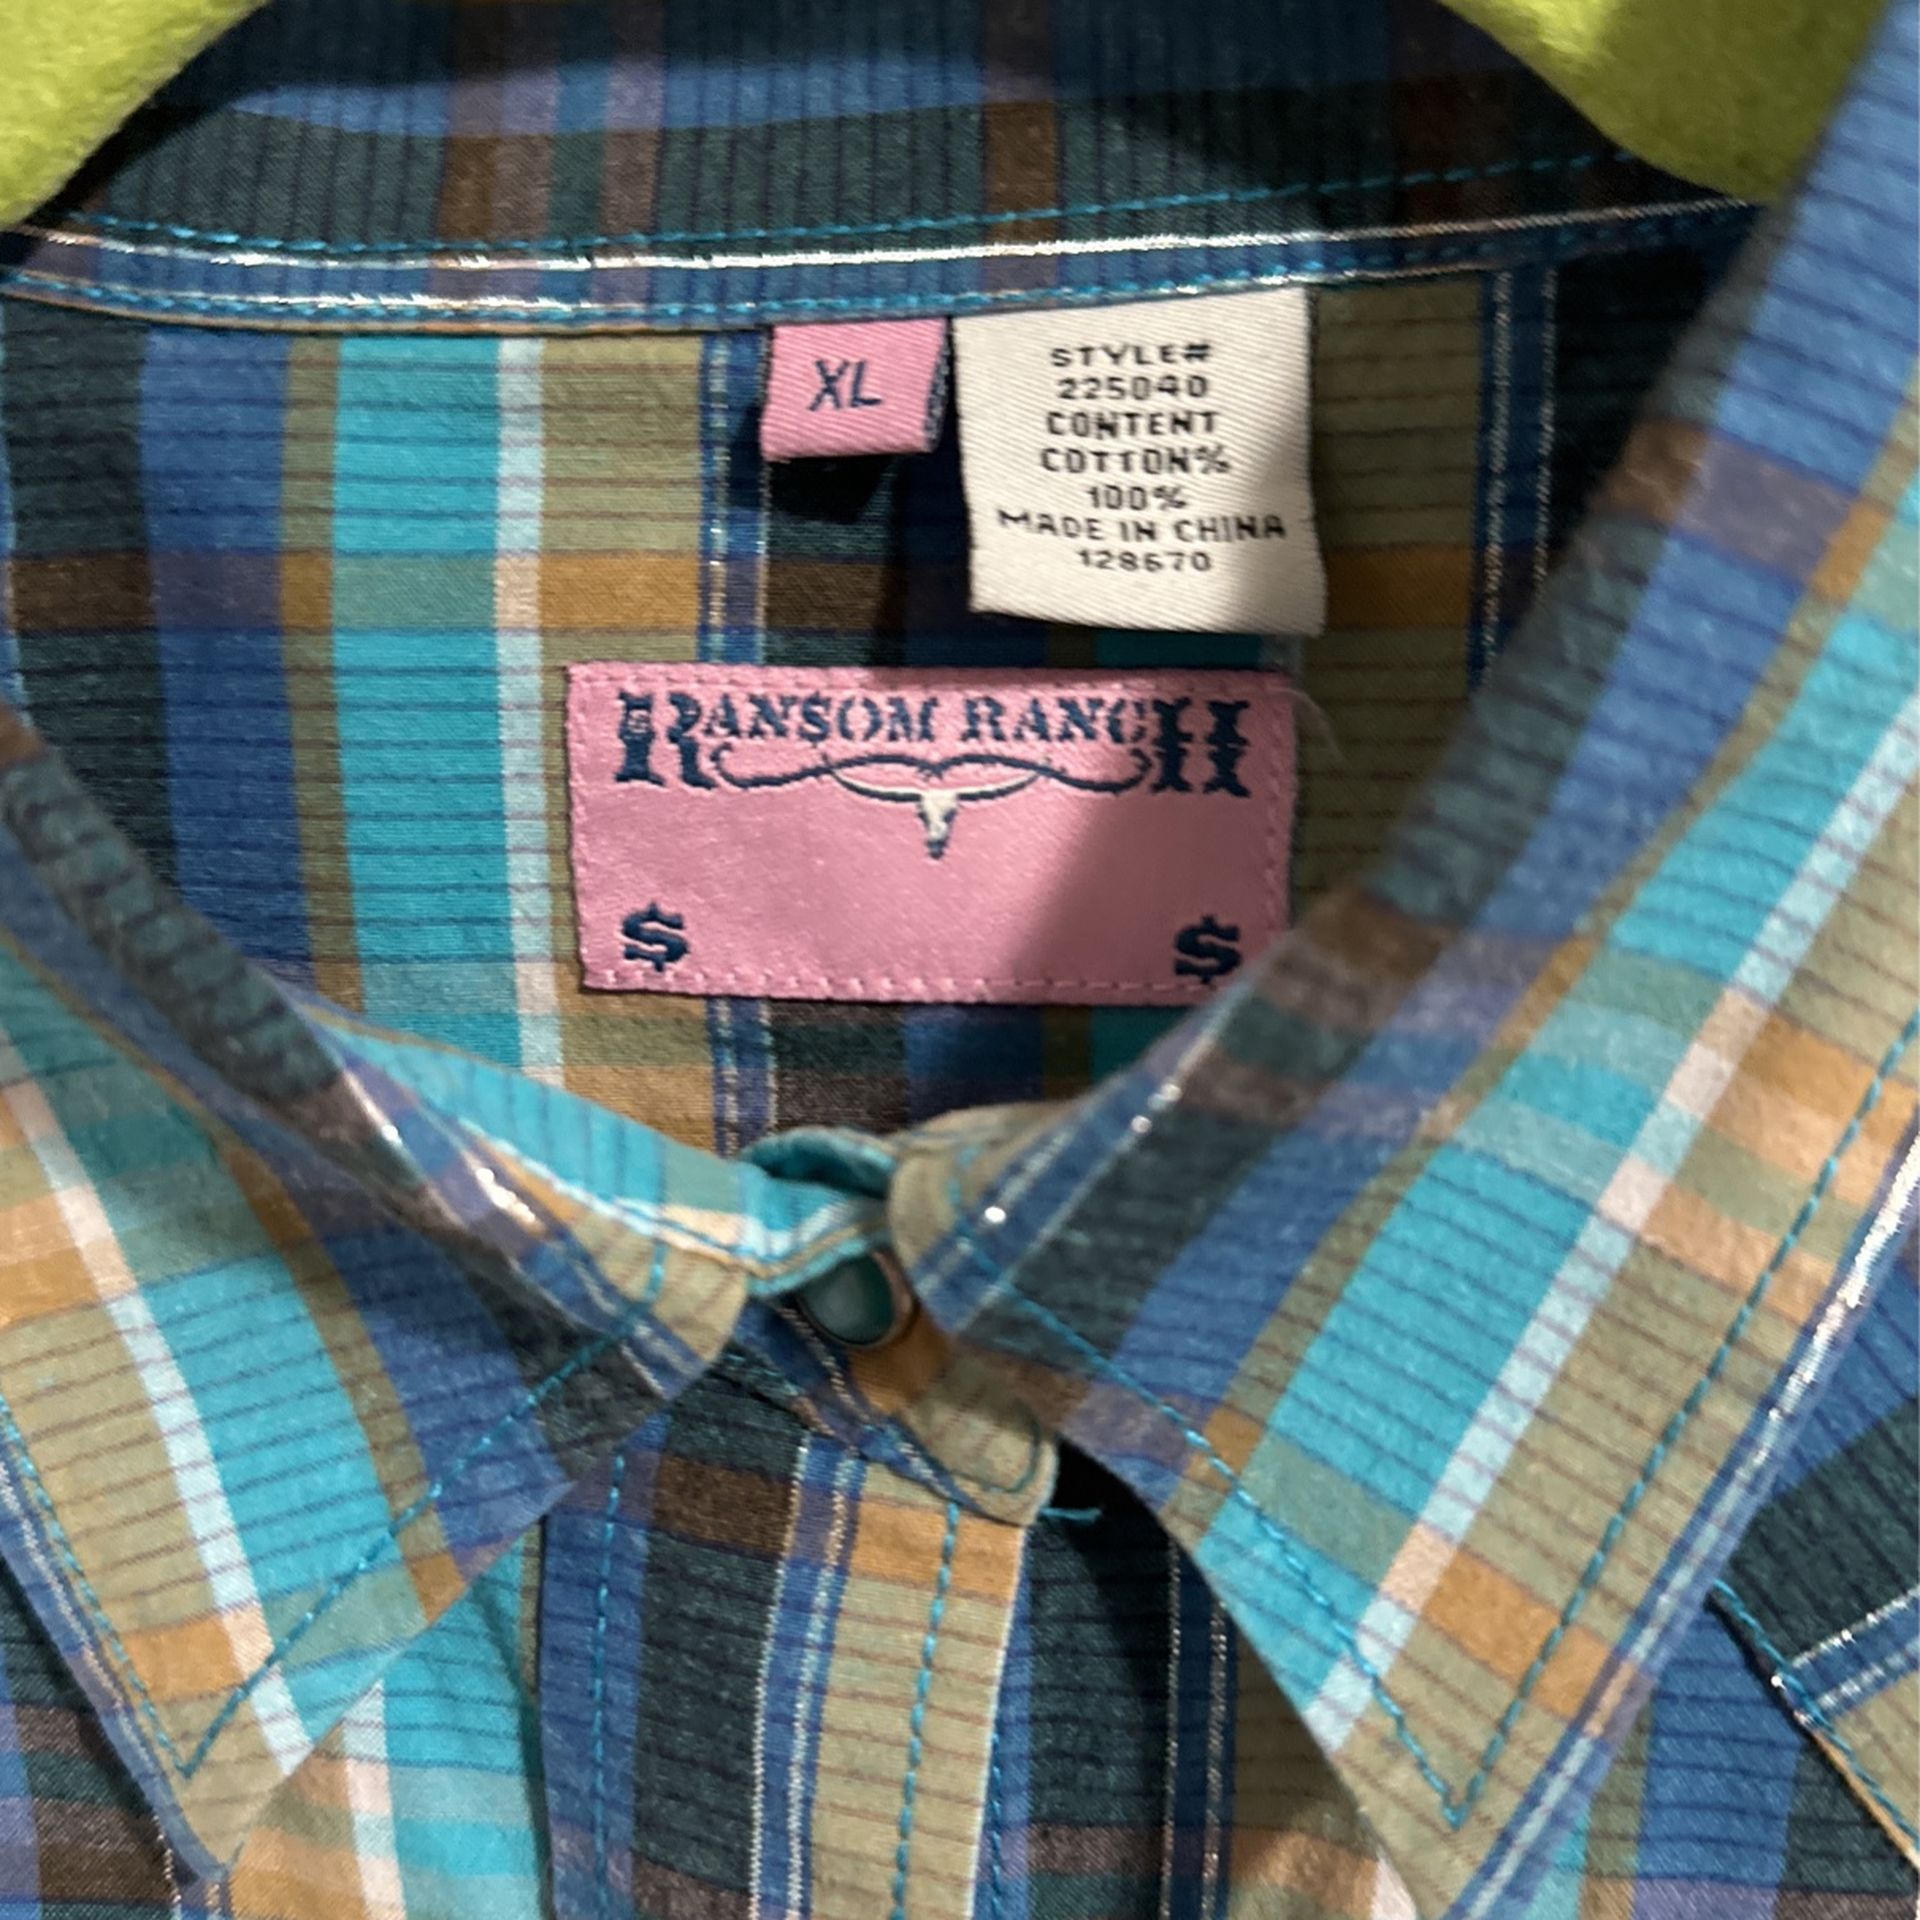 XL
STYLE#
225040
CONTENT
COTTON%
100%
MADE IN CHINA
128670
RANSOM RANCH
$ $